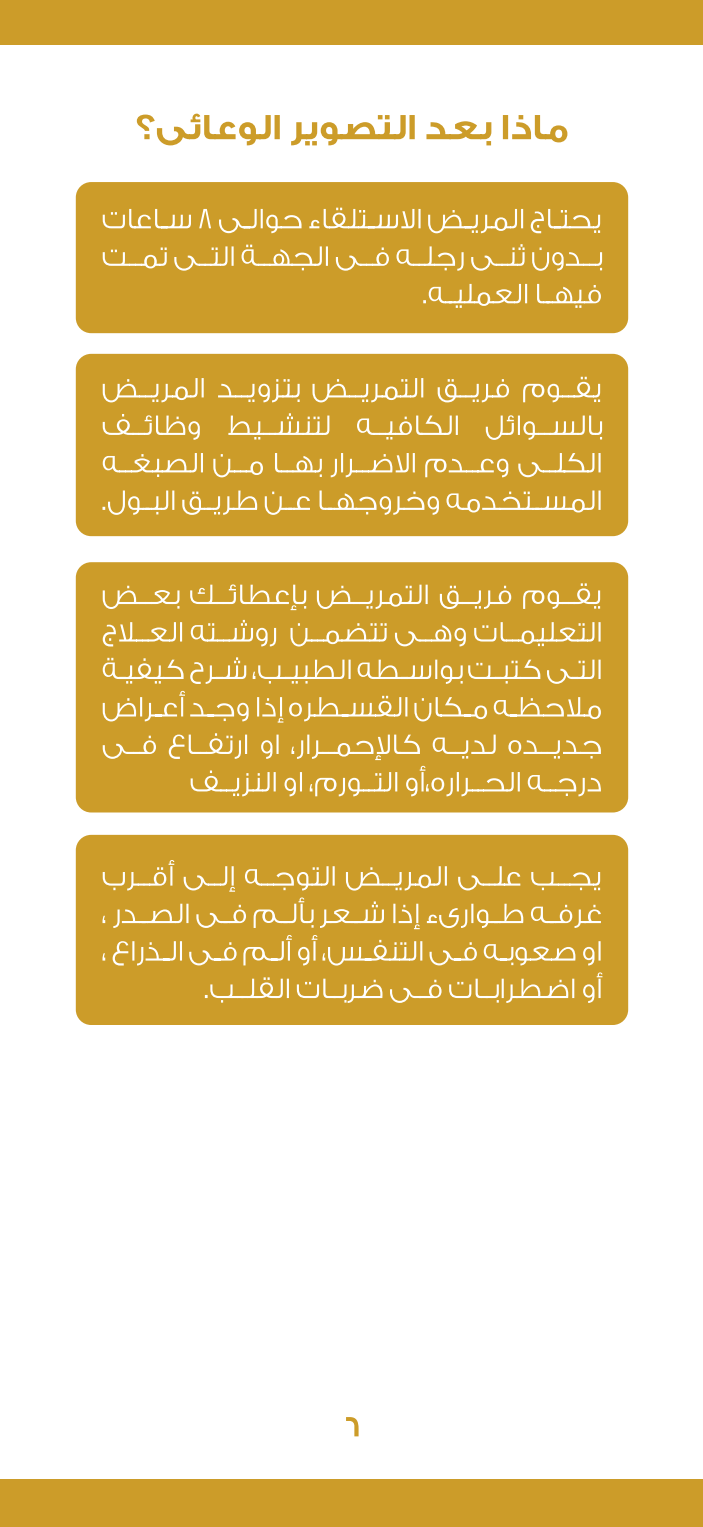 ماذا بعد التصوير الوعائى؟
يحتاج المريض الاستلقاء حوالى ٨ ساعات
بدون ثنى رجله فى الجهة التى تمت
فيها العمليه.
يقوم فريق التمريض بتزويد المريض
بالسوائل الكافيه لتنشيط وظائف
الكلى وعدم الاضرار بها من الصبغه
المستخدمه وخروجها عن طريق البول.
يقوم فريق التمريض بإعطائك بعض
التعليمات وهى تتضمن روشته العلاج
التى كتبت بواسطه الطبيب، شرح كيفية
ملاحظه مكان القسطره إذا وجد أعراض
جديده لديه كالإحمرار، او ارتفاع فى
درجه الحراره،أو التورم، او النزيف
يجب على المريض التوجه إلى أقرب
غرفه طوارىء إذا شعر بألم فى الصدر ،
او صعوبه فى التنفس، أو ألم فى الذراع ،
أو اضطرابات فى ضربات القلب.
٦